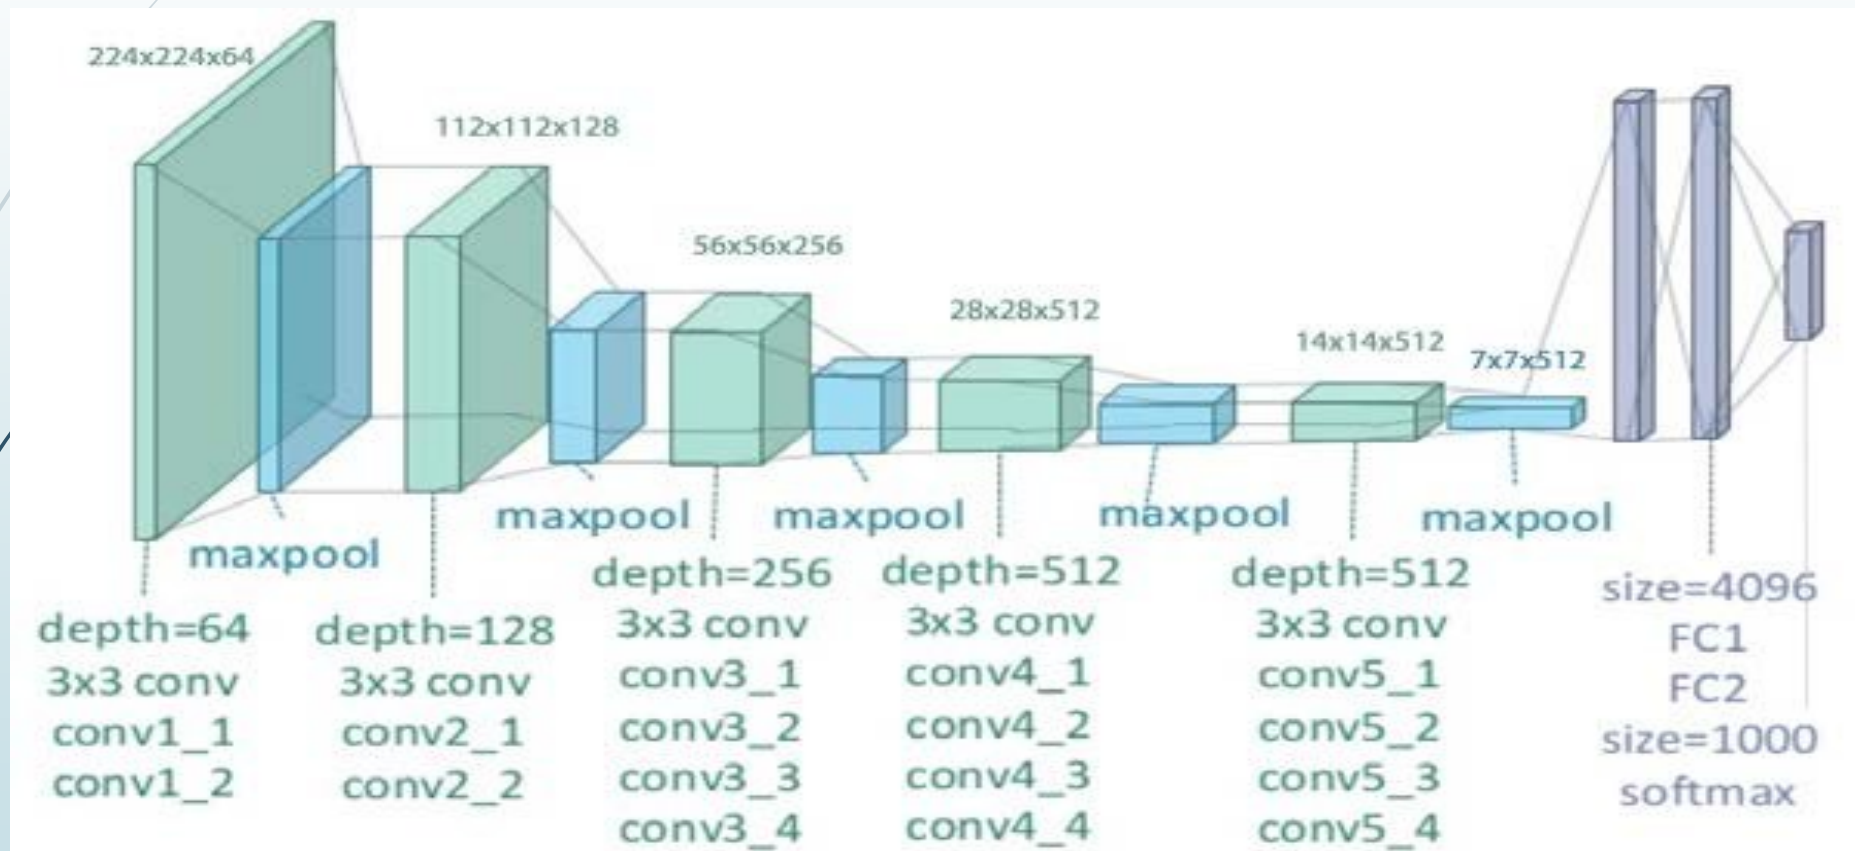 224x224x64
112x112x128
56x56x256
28x28x512
14x14x512
7x7x512
maxpool
maxpool
maxpool
maxpool
maxpool
depth=64
3x3 conv
conv1_1
conv1_2
depth=128
3x3 conv
conv2_1
conv2_2
depth=256
3x3 conv
conv3_1
conv3_2
conv3_3
conv3_4
depth=512
3x3 conv
conv4_1
conv4_2
conv4_3
conv4_4
depth=512
3x3 conv
conv5_1
conv5_2
conv5_3
conv5_4
size=4096
FC1
FC2
size=1000
softmax